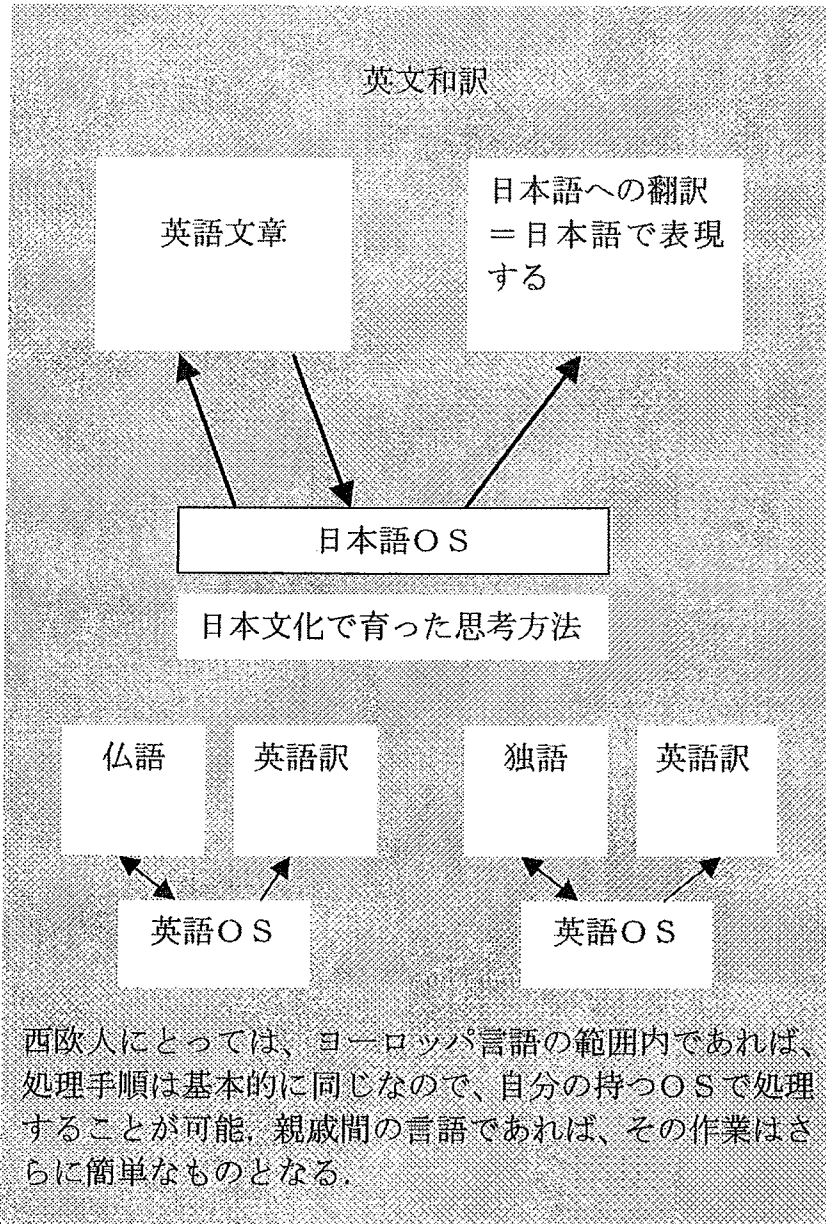 英文和訳
英語文章
日本語への翻訳
＝日本語で表現
する
日本語ＯＳ
日本文化で育った思考方法
仏語
英語訳
独語
英語訳
英語ＯＳ
英語ＯＳ
西欧人にとっては、ヨーロッパ言語の範囲内であれば、
処理手順は基本的に同じなので、自分の持つＯＳで処理
することが可能. 親戚間の言語であれば、その作業はさ
らに簡単なものとなる.